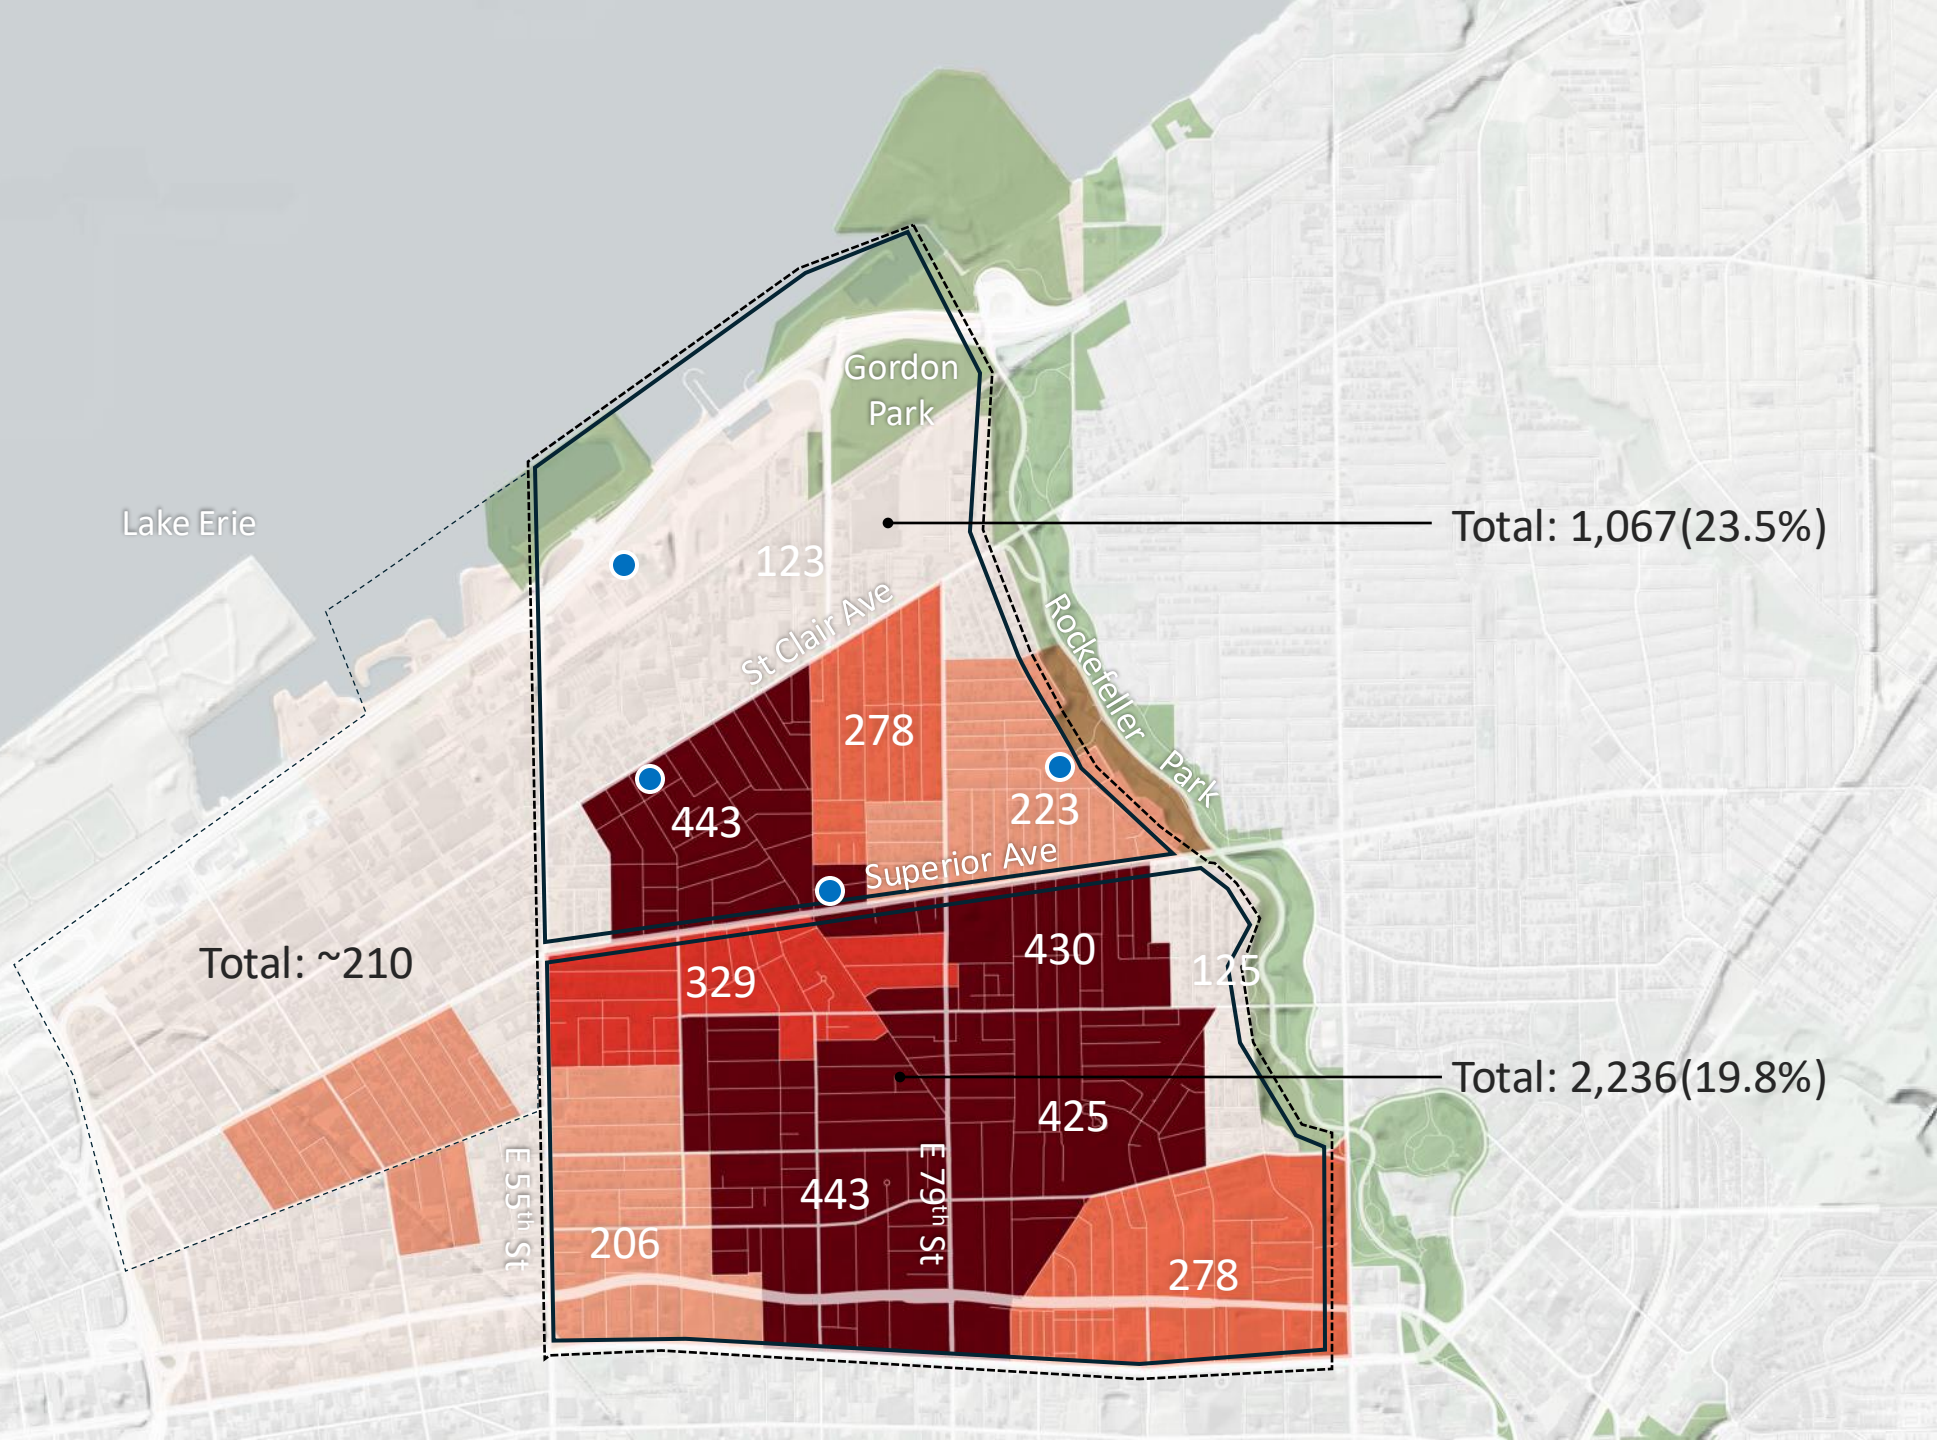 Gordon
Park
Lake Erie
Total: 1,067(23.5%)
123
St Clair Ave
Rockefeller Park
278
443
223
Superior Ave
Total: ~210
329
430
125
Total: 2,236(19.8%)
425
E 55th St
E 79th St
443
206
278